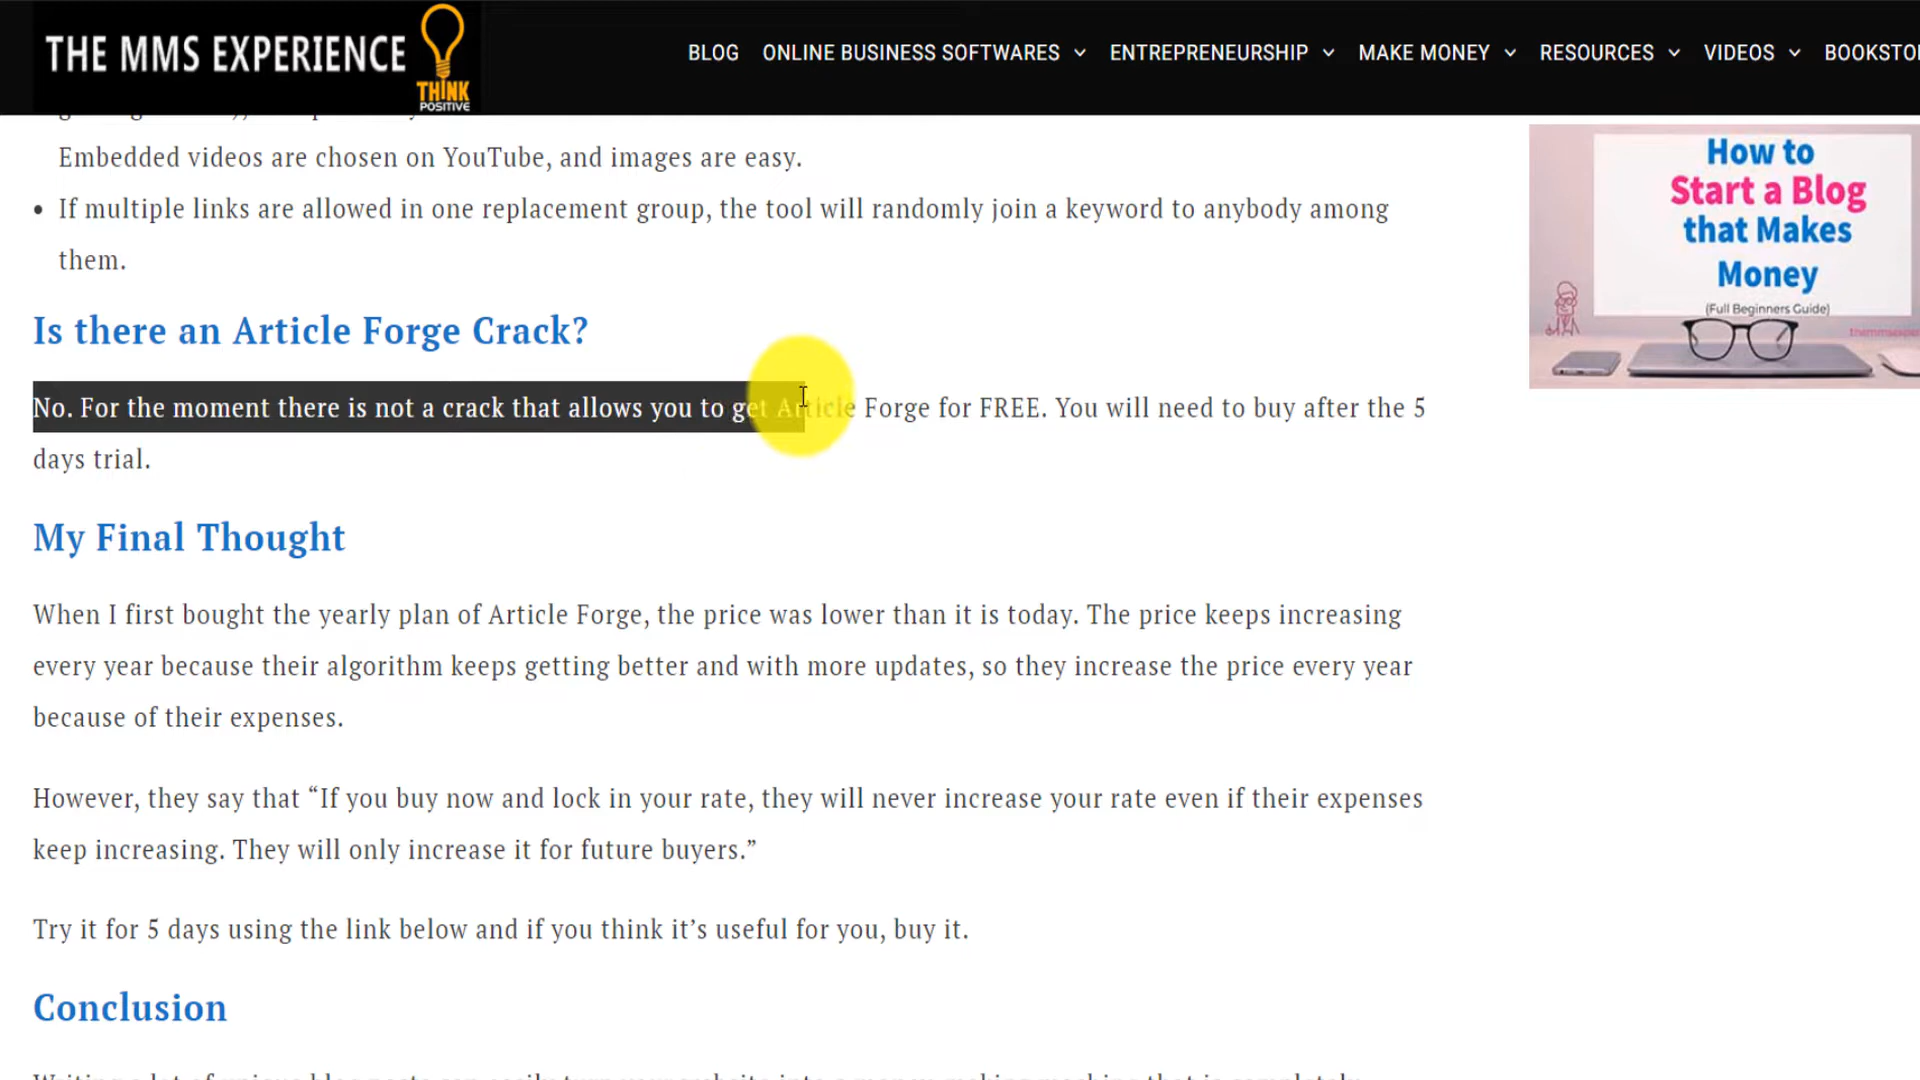 THE MMS EXPERIENCE
THINK
POSITIVE
BLOG
ONLINE BUSINESS SOFTWARES
ENTREPRENEURSHIP
MAKE MONEY
RESOURCES
VIDEOS
Embedded videos are chosen on YouTube, and images are easy.
• If multiple links are allowed in one replacement group, the tool will randomly join a keyword to anybody among
them.
Is there an Article Forge Crack?
No. For the moment there is not a crack that allows you to get Article Forge for FREE. You will need to buy after the 5
days trial.
My Final Thought
When I first bought the yearly plan of Article Forge, the price was lower than it is today. The price keeps increasing
every year because their algorithm keeps getting better and with more updates, so they increase the price every year
because of their expenses.
However, they say that “If you buy now and lock in your rate, they will never increase your rate even if their expenses
keep increasing. They will only increase it for future buyers.”
Try it for 5 days using the link below and if you think it’s useful for you, buy it.
Conclusion
How to
Start a Blog
that Makes
Money
(Full Beginners Guide)